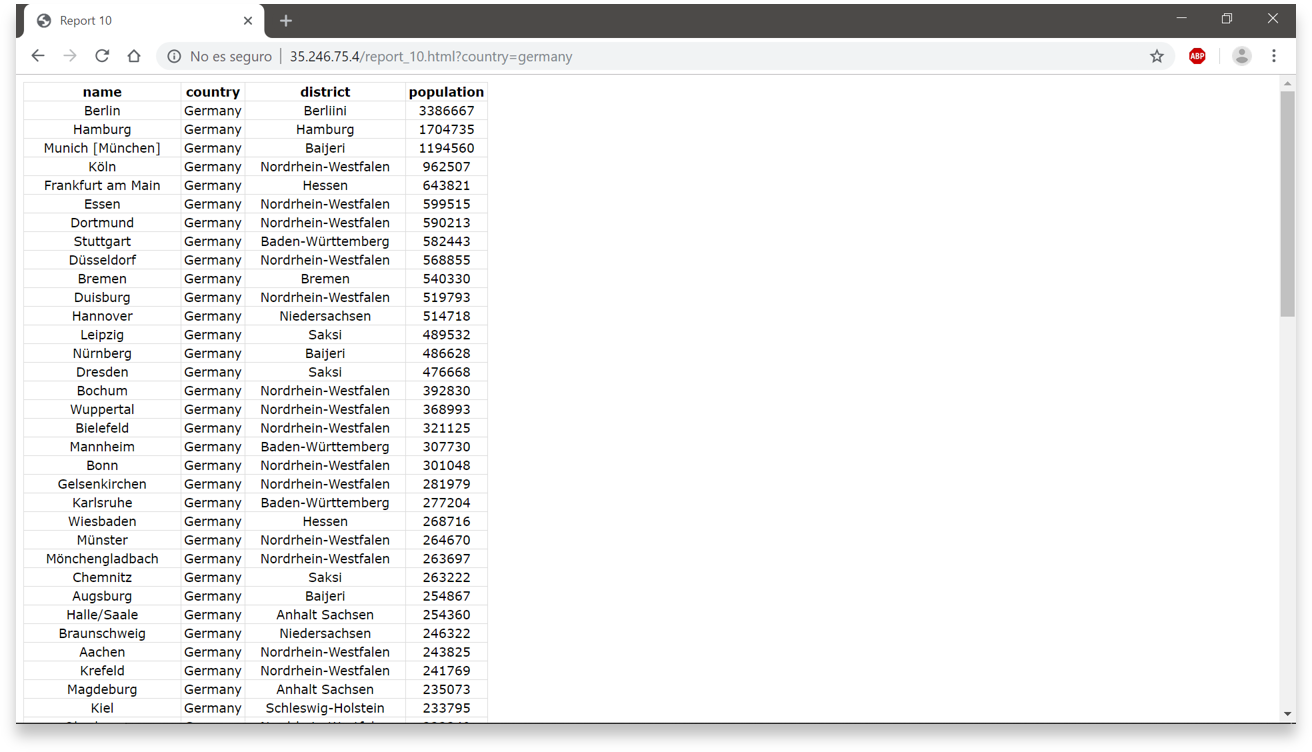 Report 10
No es seguro | 35.246.75.4/report_10.html?country=germany
ABP
name country district population
Berlin Germany Berliini 3386667
Hamburg Germany Hamburg 1704735
Munich [München] Germany Baijeri 1194560
Köln Germany Nordrhein-Westfalen 962507
Frankfurt am Main Germany Hessen 643821
Essen Germany Nordrhein-Westfalen 599515
Dortmund Germany Nordrhein-Westfalen 590213
Stuttgart Germany Baden-Württemberg 582443
Düsseldorf Germany Nordrhein-Westfalen 568855
Bremen Germany Bremen 540330
Duisburg Germany Nordrhein-Westfalen 519793
Hannover Germany Niedersachsen 514718
Leipzig Germany Saksi 489532
Nürnberg Germany Baijeri 486628
Dresden Germany Saksi 476668
Bochum Germany Nordrhein-Westfalen 392830
Wuppertal Germany Nordrhein-Westfalen 368993
Bielefeld Germany Nordrhein-Westfalen 321125
Mannheim Germany Baden-Württemberg 307730
Bonn Germany Nordrhein-Westfalen 301048
Gelsenkirchen Germany Nordrhein-Westfalen 281979
Karlsruhe Germany Baden-Württemberg 277204
Wiesbaden Germany Hessen 268716
Münster Germany Nordrhein-Westfalen 264670
Mönchengladbach Germany Nordrhein-Westfalen 263697
Chemnitz Germany Saksi 263222
Augsburg Germany Baijeri 254867
Halle/Saale Germany Anhalt Sachsen 254360
Braunschweig Germany Niedersachsen 246322
Aachen Germany Nordrhein-Westfalen 243825
Krefeld Germany Nordrhein-Westfalen 241769
Magdeburg Germany Anhalt Sachsen 235073
Kiel Germany Schleswig-Holstein 233795